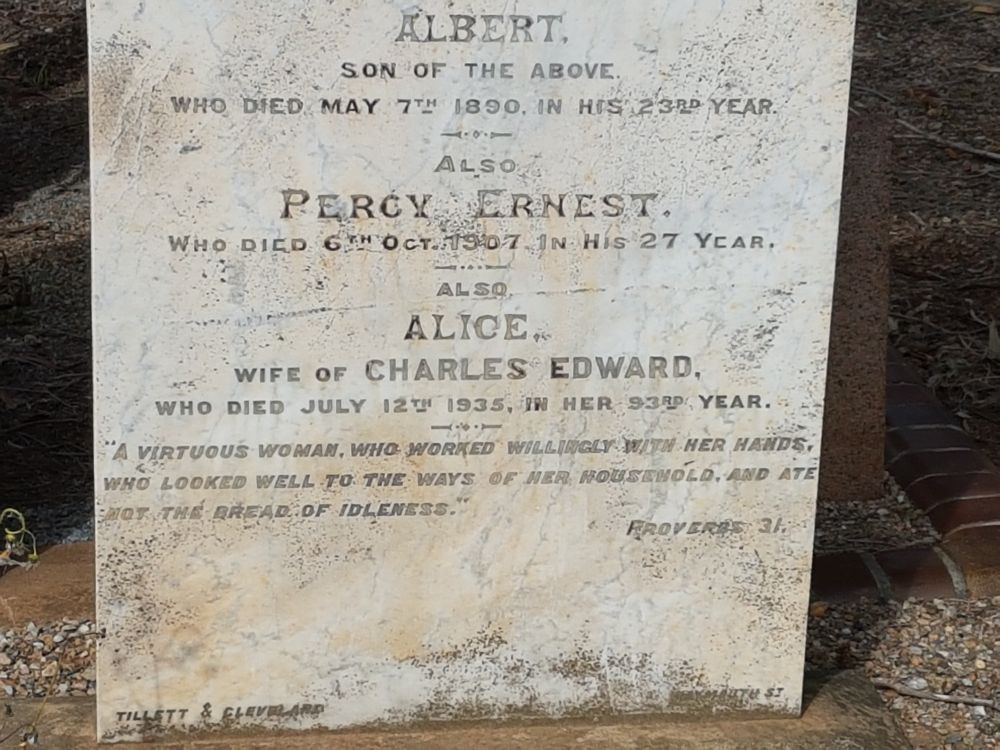 ALBERT,
SON OF THE ABOVE.
WHO DIED MAY 7TH 1890, IN HIS 23RD YEAR.
ALSO
PERCY ERNEST.
WHO DIED 6TH OCT. 1907. IN HIS 27 YEAR.
ALSO
ALICE,
WIFE OF CHARLES EDWARD,
WHO DIED JULY 12TH 1935, IN HER 93RD YEAR.
"A VIRTUOUS WOMAN, WHO WORKED WILLINGLY WITH HER HANDS,
WHO LOOKED WELL TO THE WAYS OF HER HOUSEHOLD, AND ATE
NOT THE BREAD OF IDLENESS."
PROVERBS 31.
TILLETT & CLEVELAND
ST